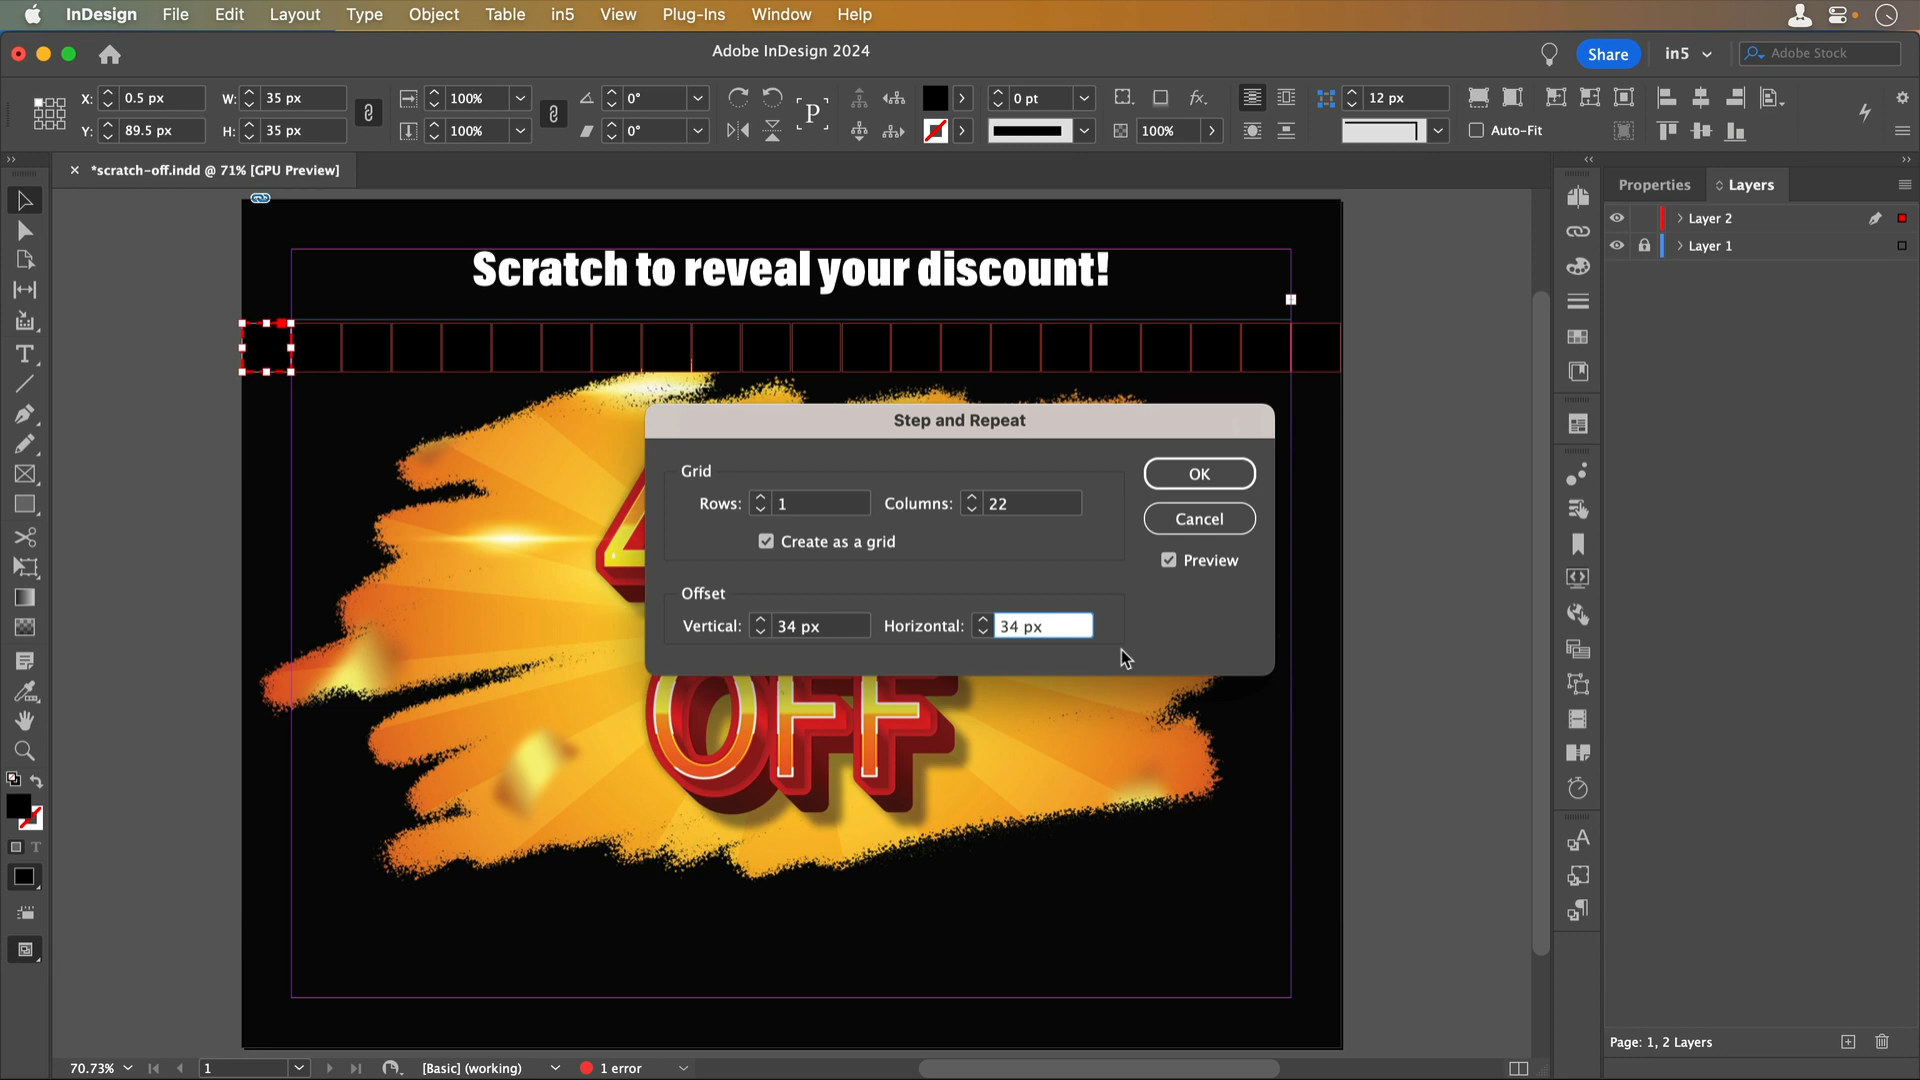 InDesign File Edit Layout Type Object Table in5 View Plug-Ins Window Help
Adobe InDesign 2024
Share
in5
Adobe Stock
X: 0.5 px W: 35 px 100% 0° P fx. 0 pt 12 px
Y: 89.5 px H: 35 px 100% 0° 100% Auto-Fit
*scratch-off.indd @ 71% [GPU Preview]
Properties Layers
Layer 2
Layer 1
Scratch to reveal your discount!
Step and Repeat
Grid
Rows: 1 Columns: 22
Create as a grid
OK
Cancel
Preview
Offset
Vertical: 34 px Horizontal: 34 px
4
OFF
Page: 1, 2 Layers
70.73% 1 [Basic] (working) 1 error